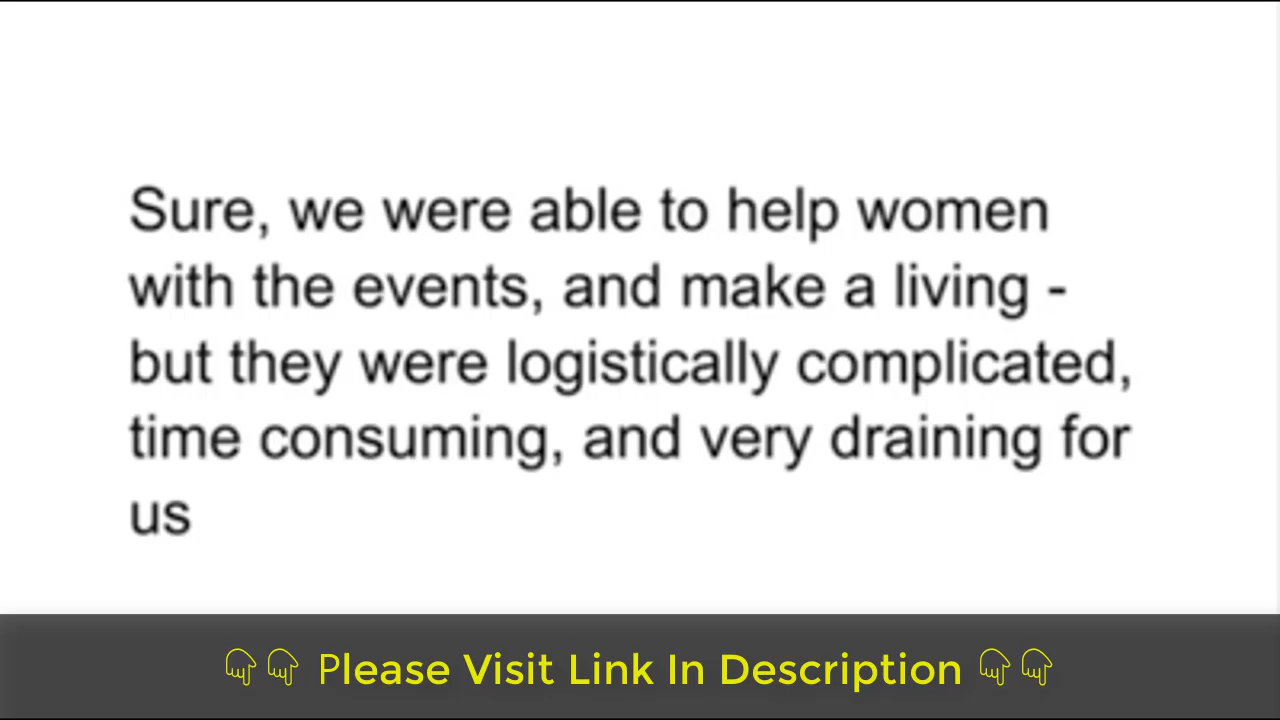 Sure, we were able to help women
with the events, and make a living -
but they were logistically complicated,
time consuming, and very draining for
us
Please Visit Link In Description